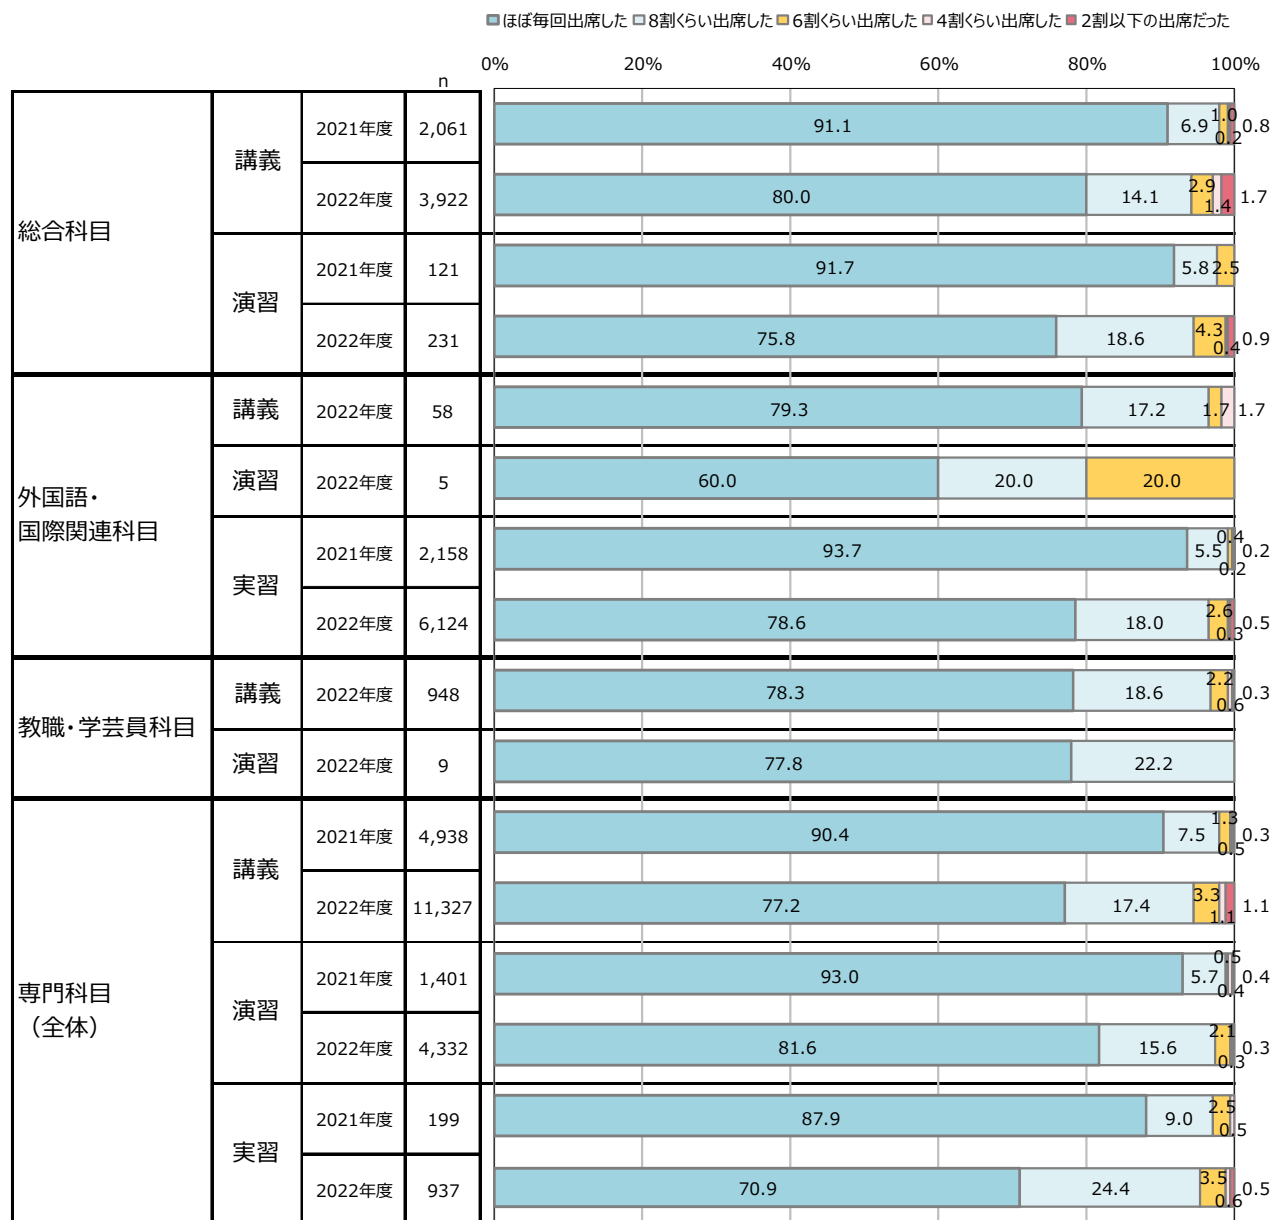 ほぼ毎回出席した 8割くらい出席した 6割くらい出席した 4割くらい出席した 2割以下の出席だった
n 0% 20% 40% 60% 80% 100%
総合科目
講義
2021年度 2,061 91.1 6.9 1.0 0.2 0.8
2022年度 3,922 80.0 14.1 2.9 1.4 1.7
演習
2021年度 121 91.7 5.8 2.5
2022年度 231 75.8 18.6 4.3 0.4 0.9
外国語・
国際関連科目
講義 2022年度 58 79.3 17.2 1.7 1.7
演習 2022年度 5 60.0 20.0 20.0
実習
2021年度 2,158 93.7 5.5 0.4 0.2 0.2
2022年度 6,124 78.6 18.0 2.6 0.3 0.5
教職・学芸員科目
講義 2022年度 948 78.3 18.6 2.2 0.6 0.3
演習 2022年度 9 77.8 22.2
専門科目
（全体）
講義
2021年度 4,938 90.4 7.5 1.3 0.5 0.3
2022年度 11,327 77.2 17.4 3.3 1.1 1.1
演習
2021年度 1,401 93.0 5.7 0.5 0.4 0.4
2022年度 4,332 81.6 15.6 2.1 0.3 0.3
実習
2021年度 199 87.9 9.0 2.5 0.5
2022年度 937 70.9 24.4 3.5 0.6 0.5